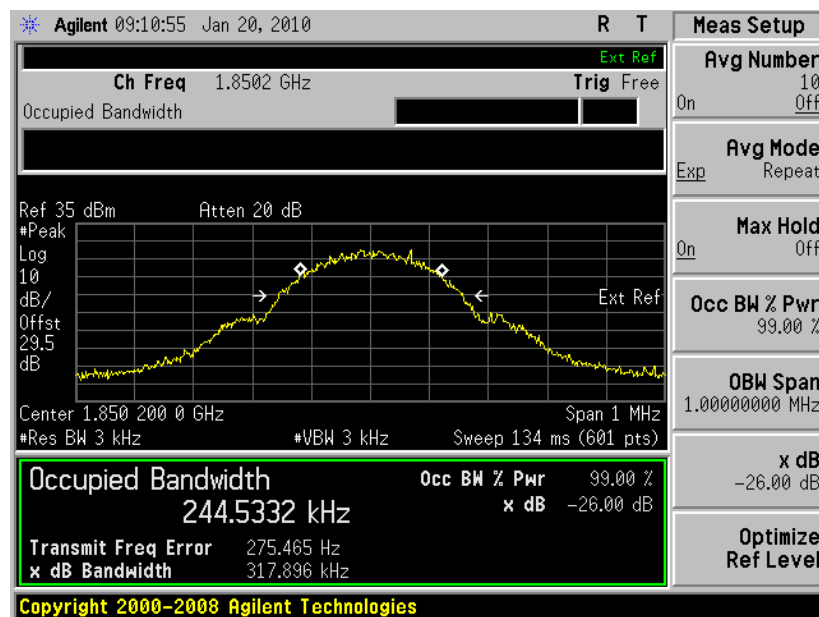 Agilent 09:10:55 Jan 20, 2010 R T
Ext Ref
Ch Freq 1.8502 GHz Trig Free
Occupied Bandwidth
Ref 35 dBm Atten 20 dB
#Peak
Log
10
dB/
Offst
29.5
dB
Ext Ref
Center 1.850 200 0 GHz Span 1 MHz
#Res BW 3 kHz #VBW 3 kHz Sweep 134 ms (601 pts)
Occupied Bandwidth
244.5332 kHz
Occ BW % Pwr 99.00 %
x dB -26.00 dB
Transmit Freq Error 275.465 Hz
x dB Bandwidth 317.896 kHz
Copyright 2000-2008 Agilent Technologies
Meas Setup
Avg Number
10
On Off
Avg Mode
Exp Repeat
Max Hold
On Off
Occ BW % Pwr
99.00 %
OBW Span
1.00000000 MHz
x dB
-26.00 dB
Optimize
Ref Level